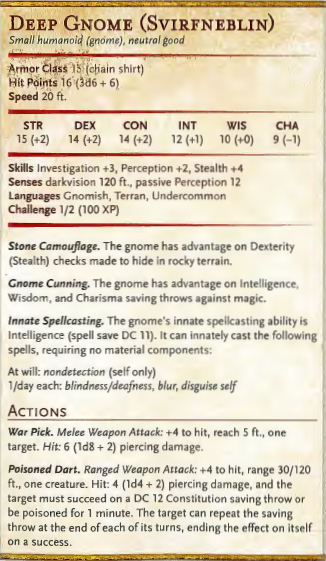 DEEP GNOME (SVIRFNEBLIN)
Small humanoid (gnome), neutral good
Armor Class 15 (chain shirt)
Hit Points 16 (3d6 + 6)
Speed 20 ft.
STR DEX CON INT WIS CHA
15 (+2) 14 (+2) 14 (+2) 12 (+1) 10 (+0) 9 (−1)
Skills Investigation +3, Perception +2, Stealth +4
Senses darkvision 120 ft., passive Perception 12
Languages Gnomish, Terran, Undercommon
Challenge 1/2 (100 XP)
Stone Camouflage. The gnome has advantage on Dexterity
(Stealth) checks made to hide in rocky terrain.
Gnome Cunning. The gnome has advantage on Intelligence,
Wisdom, and Charisma saving throws against magic.
Innate Spellcasting. The gnome's innate spellcasting ability is
Intelligence (spell save DC 11). It can innately cast the following
spells, requiring no material components:
At will: nondetection (self only)
1/day each: blindness/deafness, blur, disguise self
ACTIONS
War Pick. Melee Weapon Attack: +4 to hit, reach 5 ft., one
target. Hit: 6 (1d8 + 2) piercing damage.
Poisoned Dart. Ranged Weapon Attack: +4 to hit, range 30/120
ft., one creature. Hit: 4 (1d4 + 2) piercing damage, and the
target must succeed on a DC 12 Constitution saving throw or
be poisoned for 1 minute. The target can repeat the saving
throw at the end of each of its turns, ending the effect on itself
on a success.